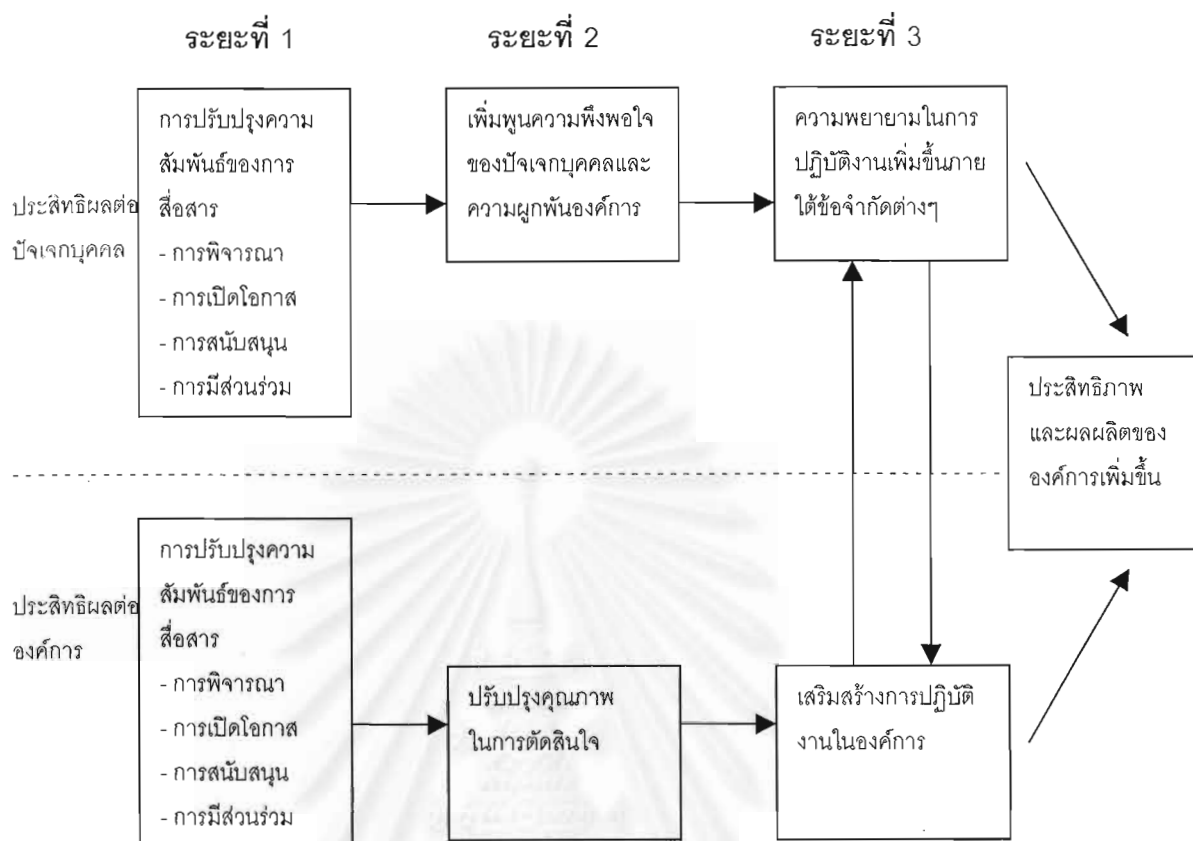 ระยะที่ 1
ระยะที่ 2
ระยะที่ 3
ประสิทธิผลต่อ
ปัจเจกบุคคล
การปรับปรุงความ
สัมพันธ์ของการ
สื่อสาร
- การพิจารณา
- การเปิดโอกาส
- การสนับสนุน
- การมีส่วนร่วม
เพิ่มพูนความพึงพอใจ
ของปัจเจกบุคคลและ
ความผูกพันองค์การ
ความพยายามในการ
ปฏิบัติงานเพิ่มขึ้นภาย
ใต้ข้อจำกัดต่างๆ
ประสิทธิภาพ
และผลผลิตของ
องค์การเพิ่มขึ้น
ประสิทธิผลต่อ
องค์การ
การปรับปรุงความ
สัมพันธ์ของการ
สื่อสาร
- การพิจารณา
- การเปิดโอกาส
- การสนับสนุน
- การมีส่วนร่วม
ปรับปรุงคุณภาพ
ในการตัดสินใจ
เสริมสร้างการปฏิบัติ
งานในองค์การ